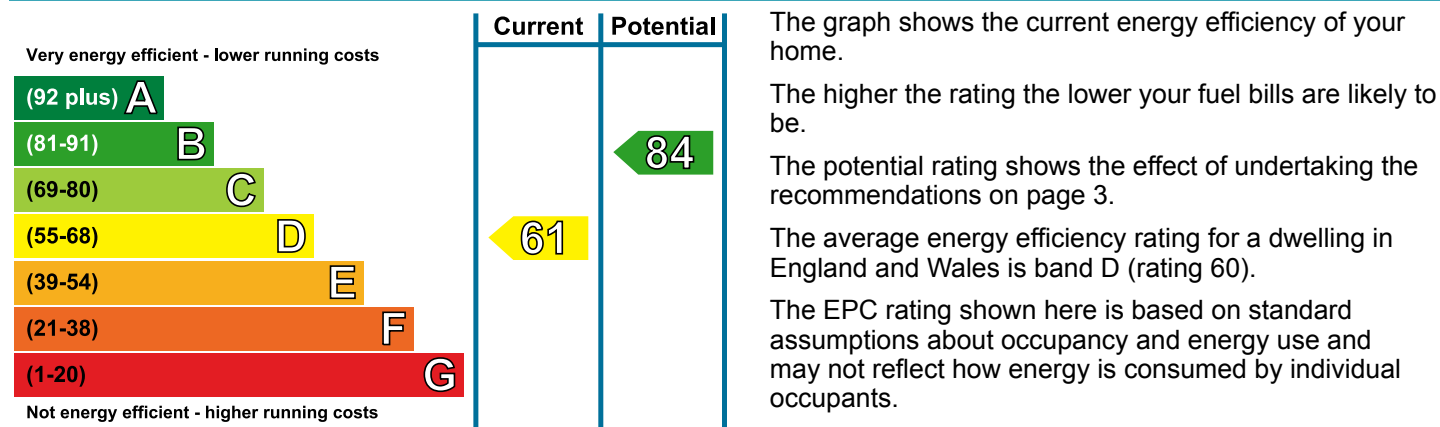 Current Potential
Very energy efficient - lower running costs
(92 plus) A
(81-91) B
84
(69-80) C
(55-68) D
61
(39-54) E
(21-38) F
(1-20) G
Not energy efficient - higher running costs
The graph shows the current energy efficiency of your
home.
The higher the rating the lower your fuel bills are likely to
be.
The potential rating shows the effect of undertaking the
recommendations on page 3.
The average energy efficiency rating for a dwelling in
England and Wales is band D (rating 60).
The EPC rating shown here is based on standard
assumptions about occupancy and energy use and
may not reflect how energy is consumed by individual
occupants.